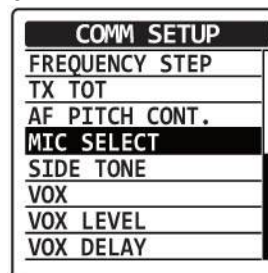 COMM SETUP
FREQUENCY STEP
TX TOT
AF PITCH CONT.
MIC SELECT
SIDE TONE
VOX
VOX LEVEL
VOX DELAY